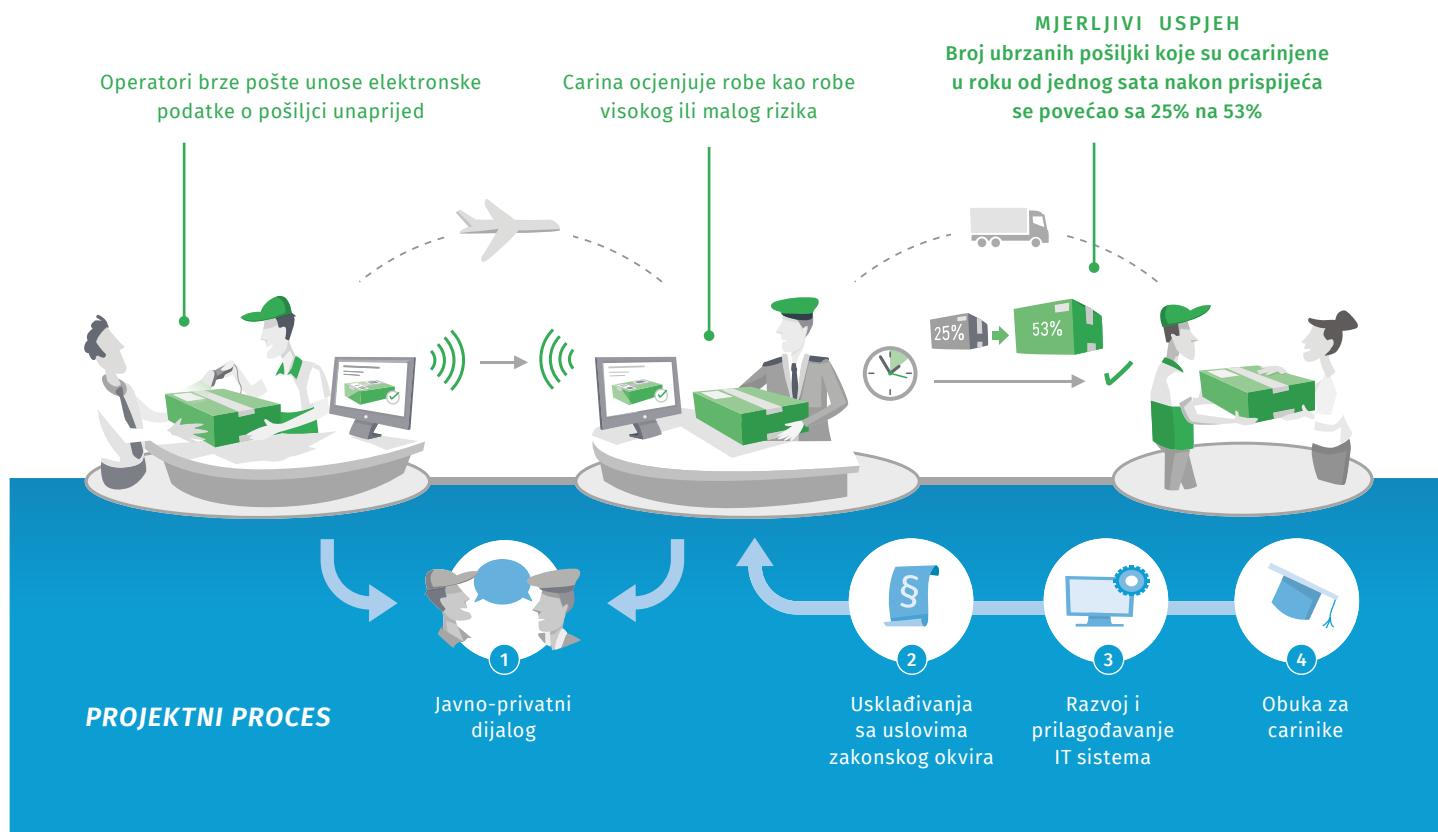 Operatori brze pošte unose elektronske
podatke o pošiljci unaprijed
Carina ocjenjuje robe kao robe
visokog ili malog rizika
MJERLJIVI USPJEH
Broj ubrzanih pošiljki koje su ocarinjene
u roku od jednog sata nakon prispijeća
se povećao sa 25% na 53%
25%
53%
PROJEKTNI PROCES
1
Javno-privatni
dijalog
§
2
Usklađivanja
sa uslovima
zakonskog okvira
3
Razvoj i
prilagođavanje
IT sistema
4
Obuka za
carinike